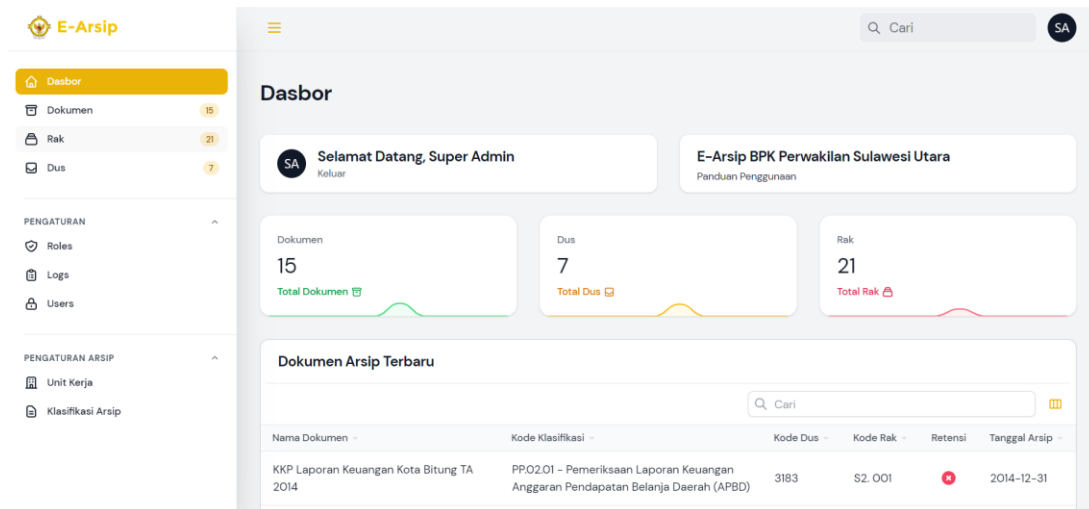 E-Arsip
Cari
SA
Dasbor
Dokumen 15
Rak 21
Dus 7
PENGATURAN
Roles
Logs
Users
PENGATURAN ARSIP
Unit Kerja
Klasifikasi Arsip
Dasbor
SA
Selamat Datang, Super Admin
Keluar
E-Arsip BPK Perwakilan Sulawesi Utara
Panduan Penggunaan
Dokumen
15
Total Dokumen
Dus
7
Total Dus
Rak
21
Total Rak
Dokumen Arsip Terbaru
Cari
Nama Dokumen Kode Klasifikasi Kode Dus Kode Rak Retensi Tanggal Arsip
KKP Laporan Keuangan Kota Bitung TA
2014
PP.02.01 - Pemeriksaan Laporan Keuangan
Anggaran Pendapatan Belanja Daerah (APBD)
3183 S2. 001 2014-12-31